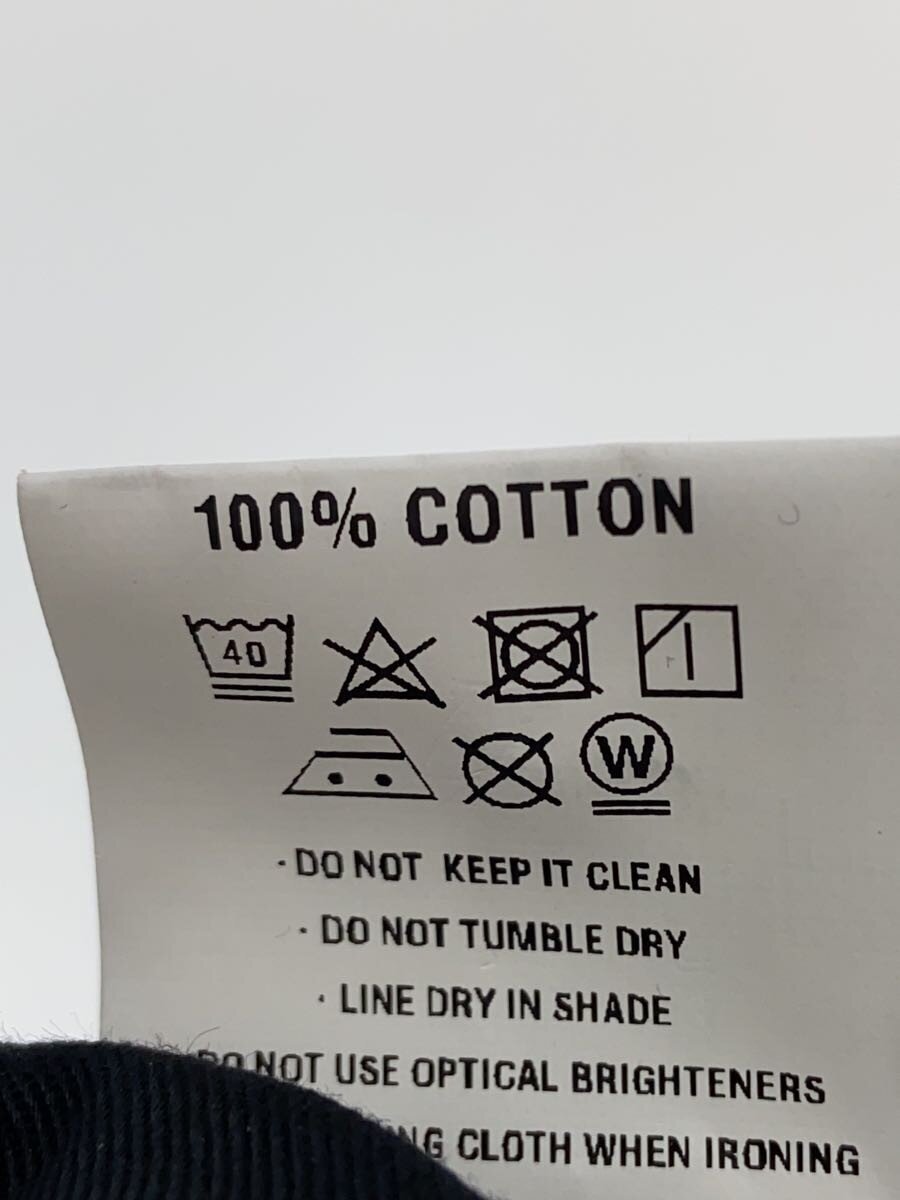 100% COTTON
40
W
· DO NOT KEEP IT CLEAN
· DO NOT TUMBLE DRY
· LINE DRY IN SHADE
DO NOT USE OPTICAL BRIGHTENERS
CLOTH WHEN IRONING